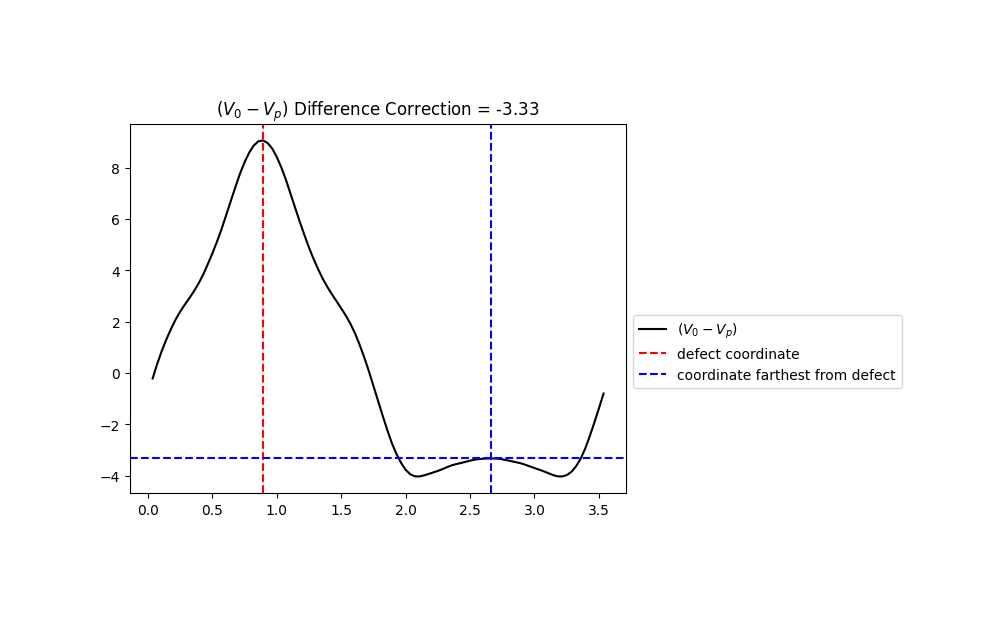 (V₀ − Vₚ) Difference Correction = -3.33
8
6
4
2
0
−2
−4
0.0 0.5 1.0 1.5 2.0 2.5 3.0 3.5
(V₀ − Vₚ)
defect coordinate
coordinate farthest from defect